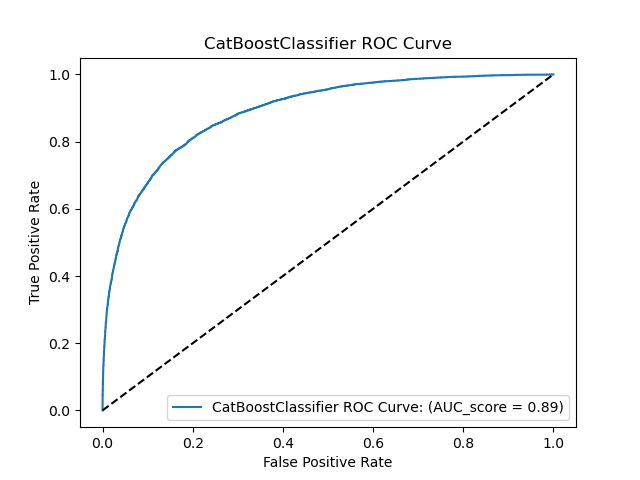 CatBoostClassifier ROC Curve
1.0
0.8
0.6
0.4
0.2
0.0
True Positive Rate
CatBoostClassifier ROC Curve: (AUC_score = 0.89)
0.0 0.2 0.4 0.6 0.8 1.0
False Positive Rate